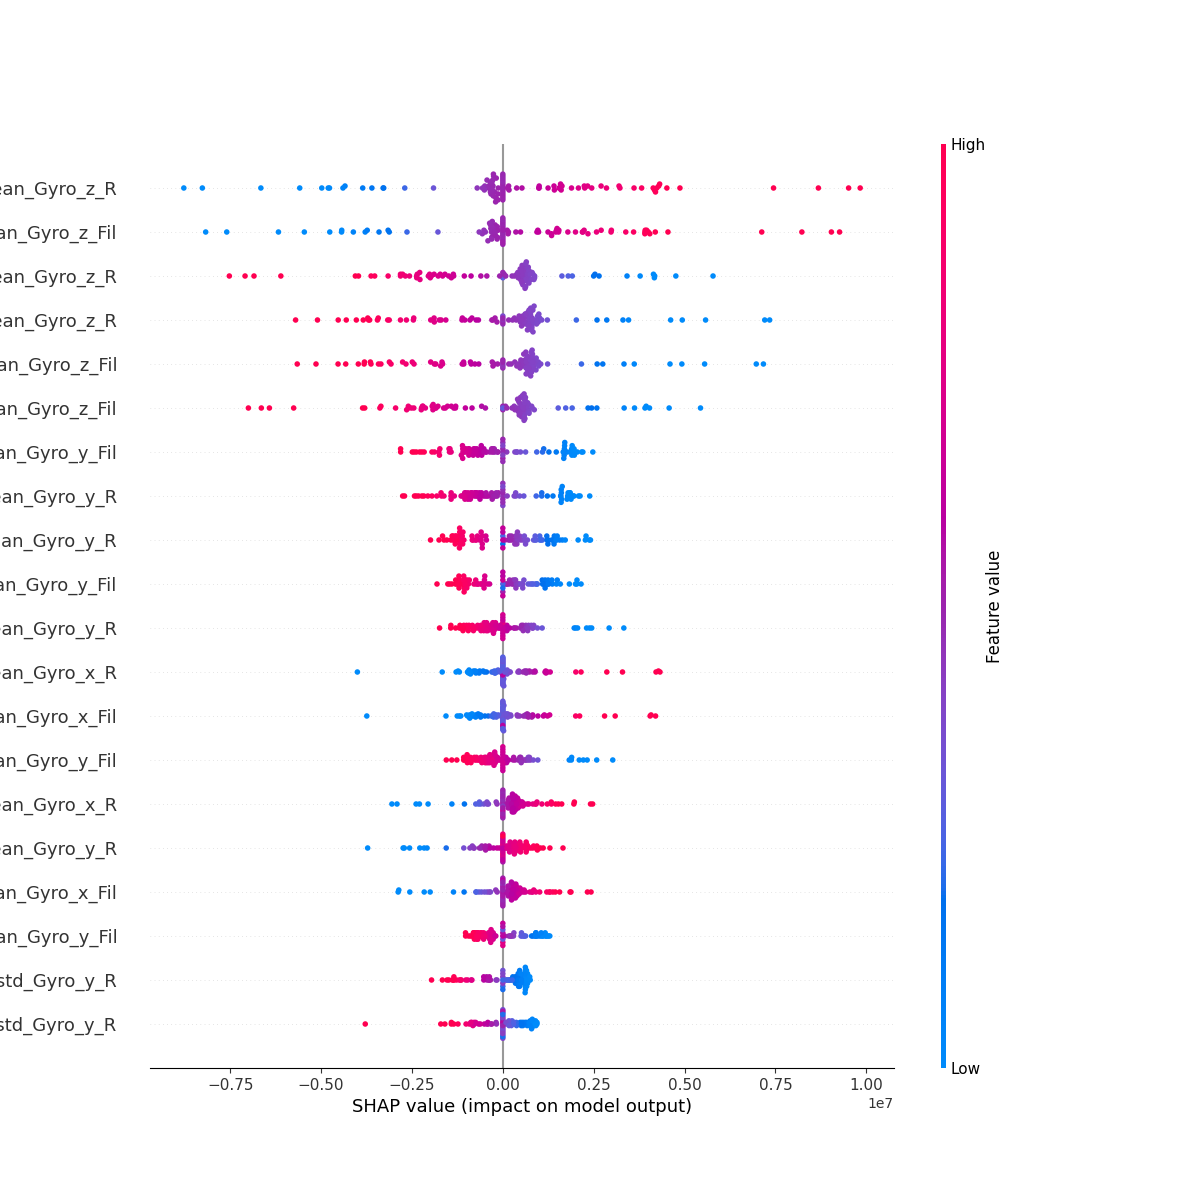 High
ean_Gyro_z_R
an_Gyro_z_Fil
ean_Gyro_z_R
ean_Gyro_z_R
an_Gyro_z_Fil
an_Gyro_z_Fil
an_Gyro_y_Fil
ean_Gyro_y_R
an_Gyro_y_R
an_Gyro_y_Fil
ean_Gyro_y_R
ean_Gyro_x_R
an_Gyro_x_Fil
an_Gyro_y_Fil
ean_Gyro_x_R
ean_Gyro_y_R
an_Gyro_x_Fil
an_Gyro_y_Fil
std_Gyro_y_R
std_Gyro_y_R
Feature value
Low
−0.75 −0.50 −0.25 0.00 0.25 0.50 0.75 1.00
1e7
SHAP value (impact on model output)